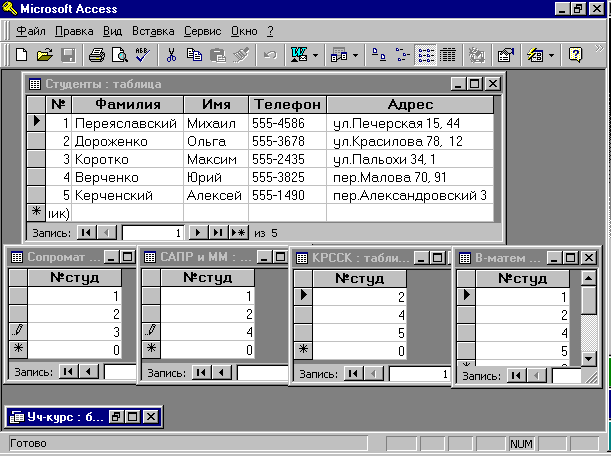 Microsoft Access
Файл Правка Вид Вставка Сервис Окно ?
Студенты : таблица
№ Фамилия Имя Телефон Адрес
1 Переяславский Михаил 555-4586 ул.Печерская 15, 44
2 Дороженко Ольга 555-3678 ул.Красилова 78, 12
3 Коротко Максим 555-2435 ул.Пальохи 34, 1
4 Верченко Юрий 555-3825 пер.Малова 70, 91
5 Керченский Алексей 555-1490 пер.Александровский 3
ик)
Запись: 1 из 5
Сопромат ... САПР и ММ : ... КРССК : табли... В-матем ...
№студ №студ №студ №студ
1 1 2 1
2 2 4 2
3 4 5 4
0 0 0 5
Запись: Запись: Запись: 1 Запись:
Уч-курс : б...
Готово NUM